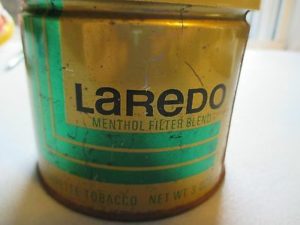 LaReDO
MENTHOL FILTER BLEND
TOBACCO NET WT